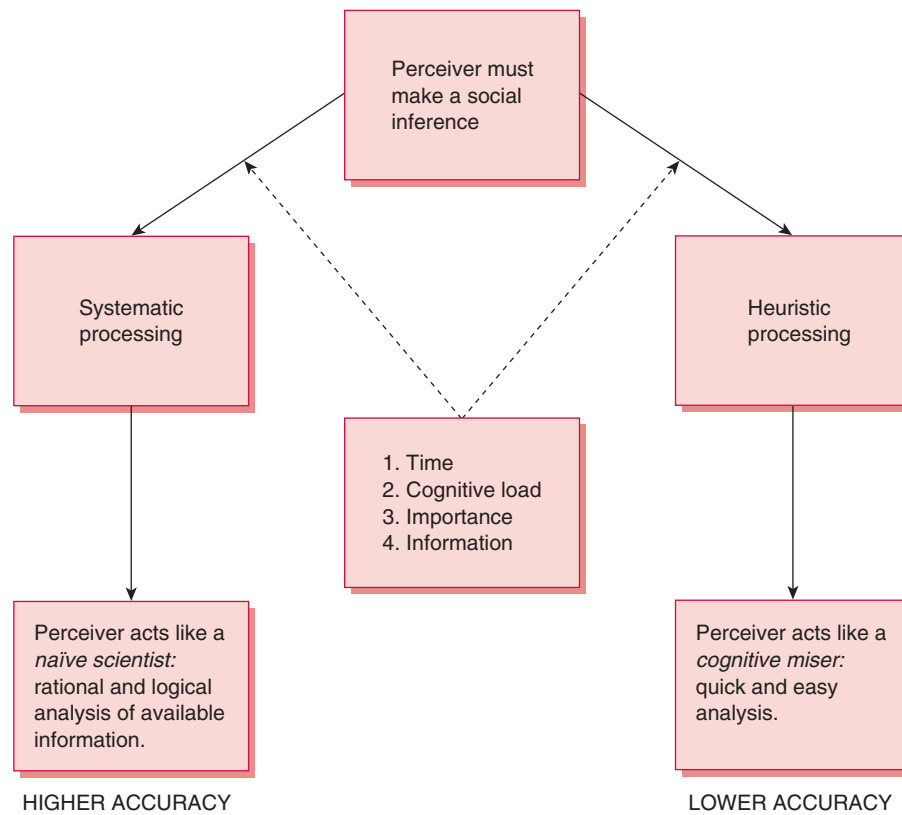 Perceiver must
make a social
inference
Systematic
processing
Heuristic
processing
1. Time
2. Cognitive load
3. Importance
4. Information
Perceiver acts like a
naïve scientist:
rational and logical
analysis of available
information.
Perceiver acts like a
cognitive miser:
quick and easy
analysis.
HIGHER ACCURACY
LOWER ACCURACY